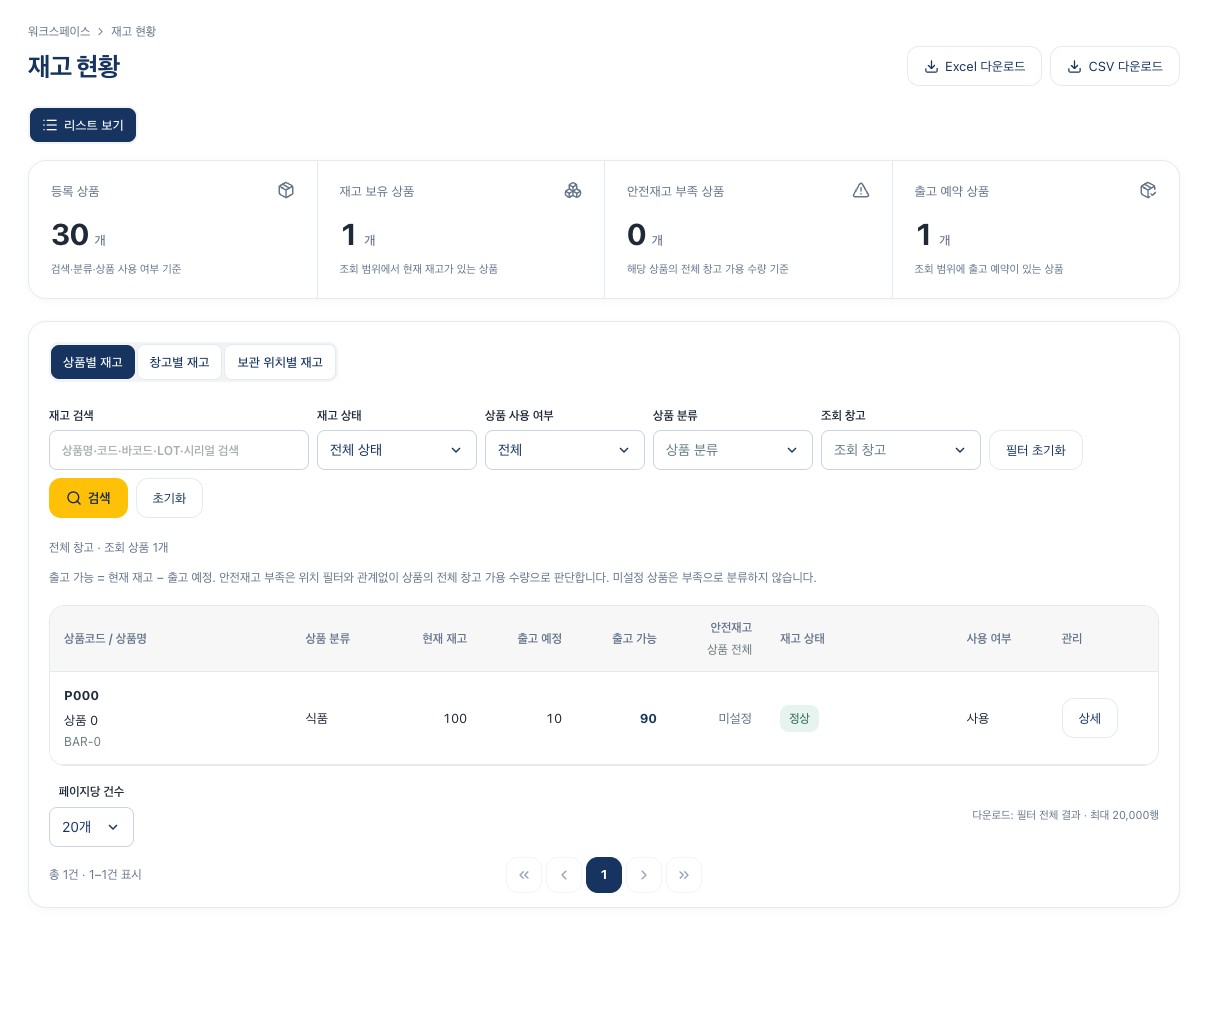 워크스페이스 > 재고 현황
재고 현황
Excel 다운로드
CSV 다운로드
리스트 보기
등록 상품
30 개
검색·분류·상품 사용 여부 기준
재고 보유 상품
1 개
조회 범위에서 현재 재고가 있는 상품
안전재고 부족 상품
0 개
해당 상품의 전체 창고 가용 수량 기준
출고 예약 상품
1 개
조회 범위에 출고 예약이 있는 상품
상품별 재고
창고별 재고
보관 위치별 재고
재고 검색
상품명·코드·바코드·LOT·시리얼 검색
재고 상태
전체 상태
상품 사용 여부
전체
상품 분류
상품 분류
조회 창고
조회 창고
필터 초기화
검색
초기화
전체 창고 · 조회 상품 1개
출고 가능 = 현재 재고 − 출고 예정. 안전재고 부족은 위치 필터와 관계없이 상품의 전체 창고 가용 수량으로 판단합니다. 미설정 상품은 부족으로 분류하지 않습니다.
상품코드 / 상품명
상품 분류
현재 재고
출고 예정
출고 가능
안전재고
상품 전체
재고 상태
사용 여부
관리
P000
상품 0
BAR-0
식품
100
10
90
미설정
정상
사용
상세
페이지당 건수
20개
다운로드: 필터 전체 결과 · 최대 20,000행
총 1건 · 1–1건 표시
« ‹ 1 › »